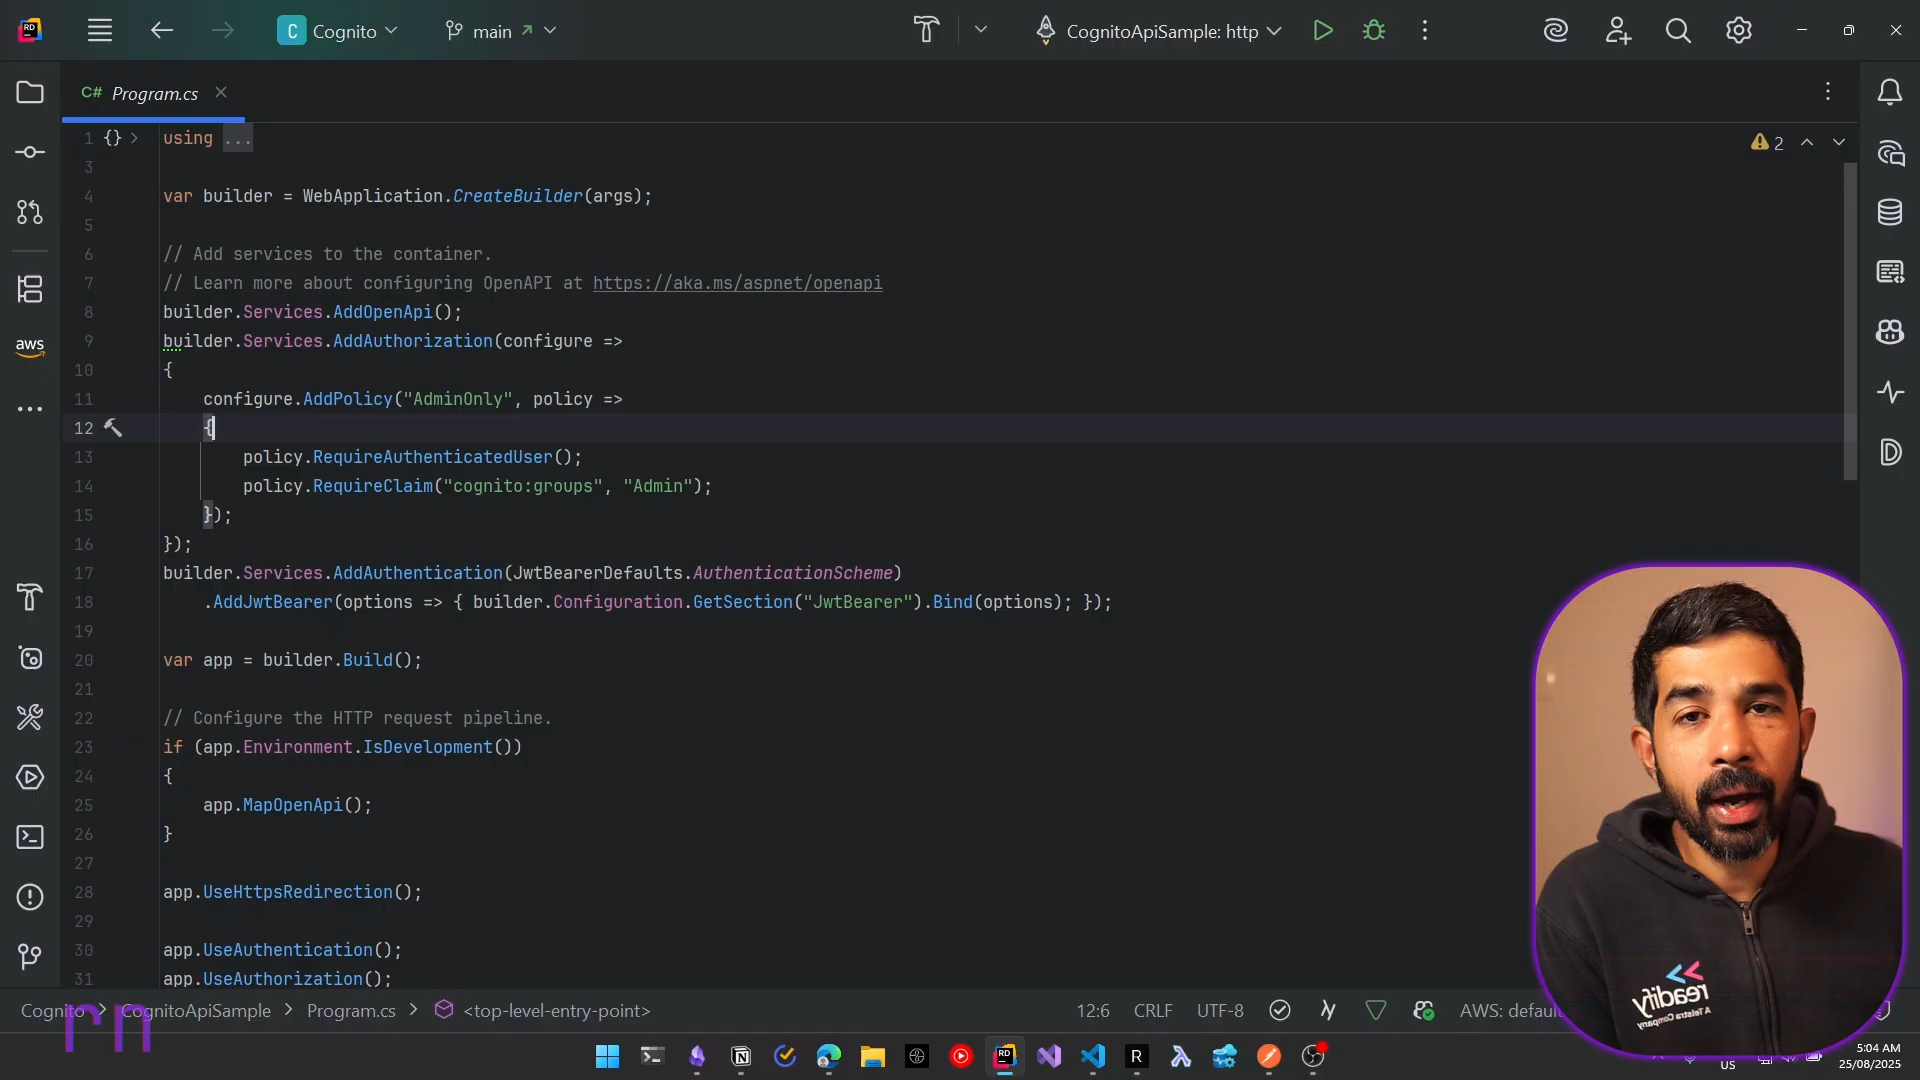 RD
C Cognito
main
CognitoApiSample: http
C# Program.cs
2
1 {} using ...
3
4 var builder = WebApplication.CreateBuilder(args);
5
6 // Add services to the container.
7 // Learn more about configuring OpenAPI at https://aka.ms/aspnet/openapi
8 builder.Services.AddOpenApi();
9 builder.Services.AddAuthorization(configure =>
10 {
11 configure.AddPolicy("AdminOnly", policy =>
12 {
13 policy.RequireAuthenticatedUser();
14 policy.RequireClaim("cognito:groups", "Admin");
15 });
16 });
17 builder.Services.AddAuthentication(JwtBearerDefaults.AuthenticationScheme)
18 .AddJwtBearer(options => { builder.Configuration.GetSection("JwtBearer").Bind(options); });
19
20 var app = builder.Build();
21
22 // Configure the HTTP request pipeline.
23 if (app.Environment.IsDevelopment())
24 {
25 app.MapOpenApi();
26 }
27
28 app.UseHttpsRedirection();
29
30 app.UseAuthentication();
31 app.UseAuthorization();
aws
readify
A Telstra Company
Cognito > CognitoApiSample > Program.cs > <top-level-entry-point>
12:6 CRLF UTF-8 AWS: default
rn
RD
R
US
5:04 AM
25/08/2025